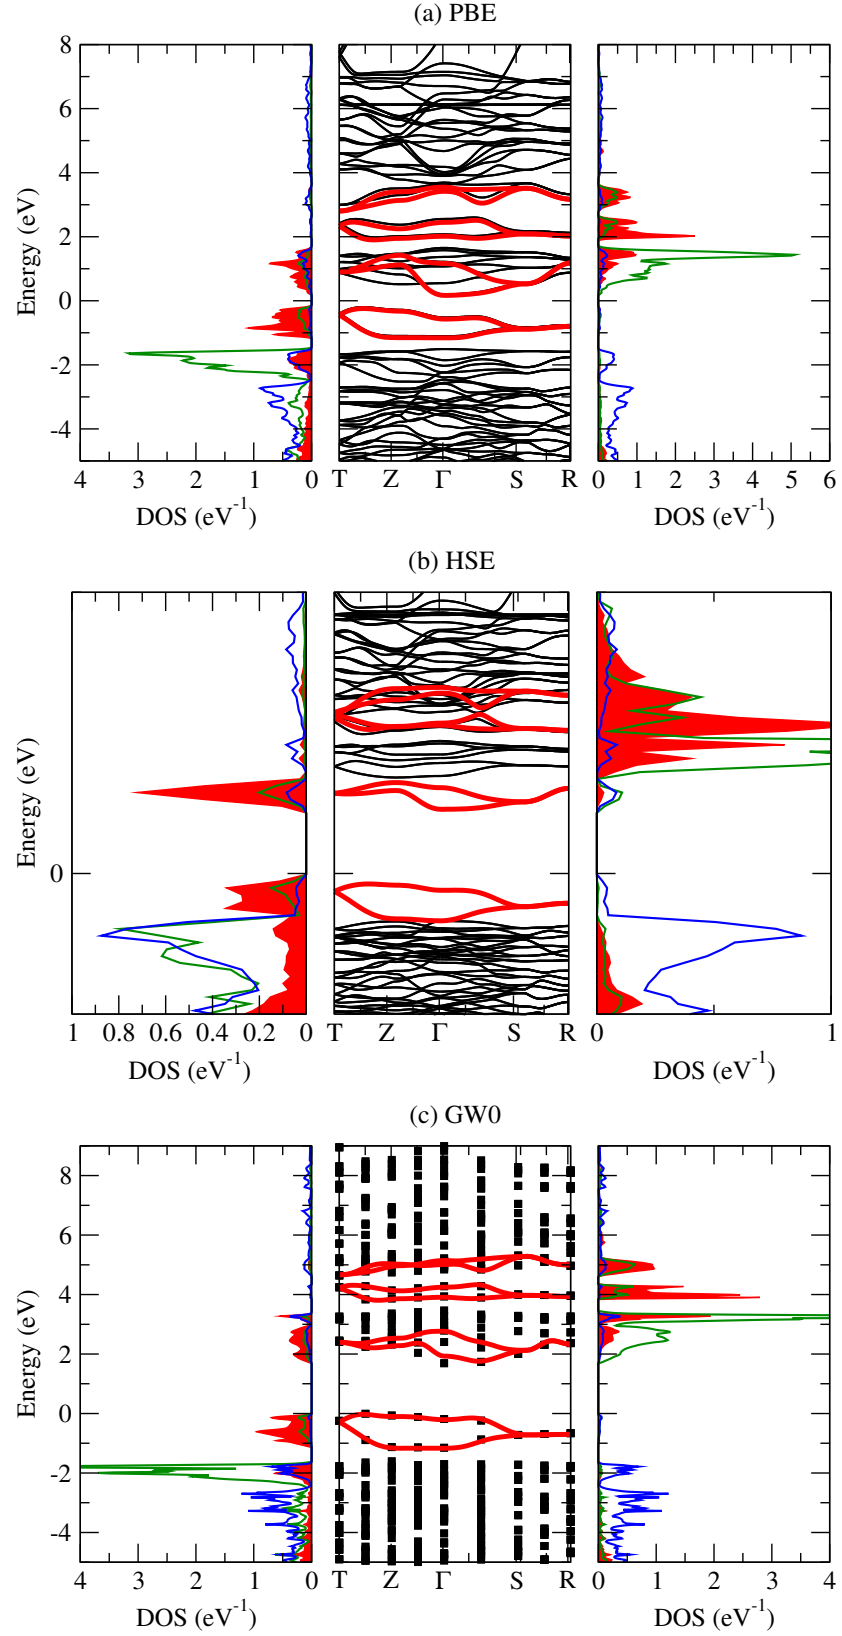 (a) PBE
8
6
4
2
0
-2
-4
Energy (eV)
4 3 2 1 0
T Z Γ S R
0 1 2 3 4 5 6
DOS (eV-1)
DOS (eV-1)
(b) HSE
Energy (eV)
0
1 0.8 0.6 0.4 0.2 0
T Z Γ S R
0 1
DOS (eV-1)
DOS (eV-1)
(c) GW0
8
6
4
2
0
-2
-4
Energy (eV)
4 3 2 1 0
T Z Γ S R
0 1 2 3 4
DOS (eV-1)
DOS (eV-1)